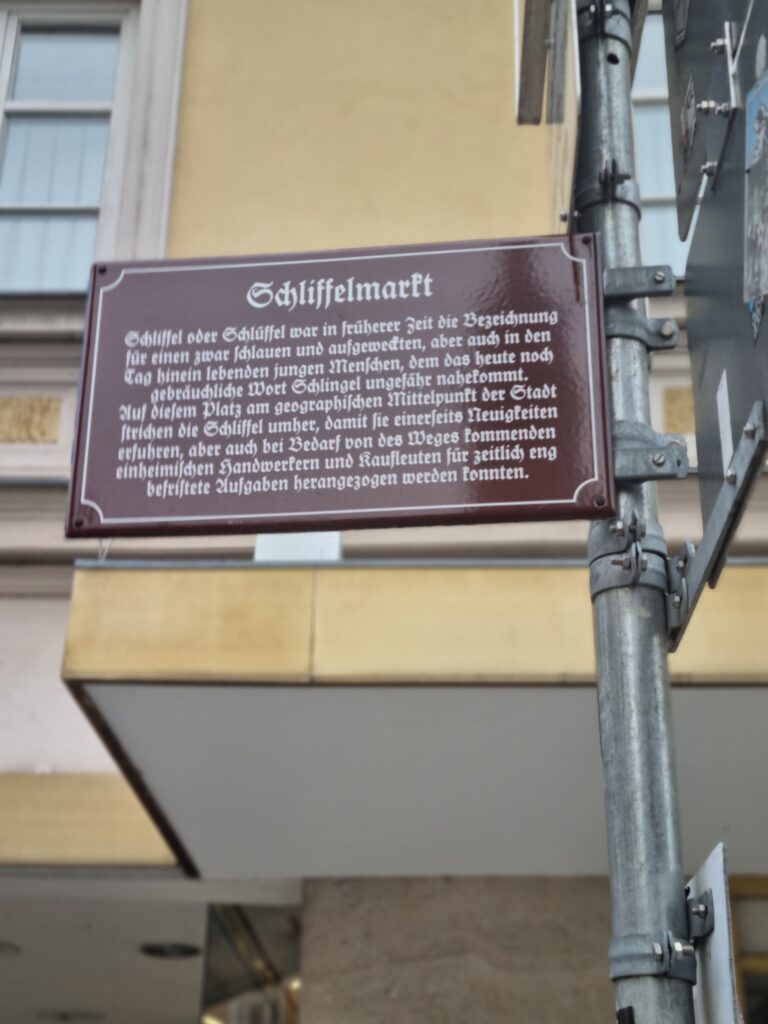 Schliffelmarkt
Schliffel oder Schlüffel war in früherer Zeit die Bezeichnung
für einen zwar schlauen und aufgeweckten, aber auch in den
Tag hinein lebenden jungen Menschen, dem das heute noch
gebräuchliche Wort Schlingel ungefähr nahekommt.
Auf diesem Platz am geographischen Mittelpunkt der Stadt
strichen die Schliffel umher, damit sie einerseits Neuigkeiten
erfuhren, aber auch bei Bedarf von des Weges kommenden
einheimischen Handwerkern und Kaufleuten für zeitlich eng
befristete Aufgaben herangezogen werden konnten.